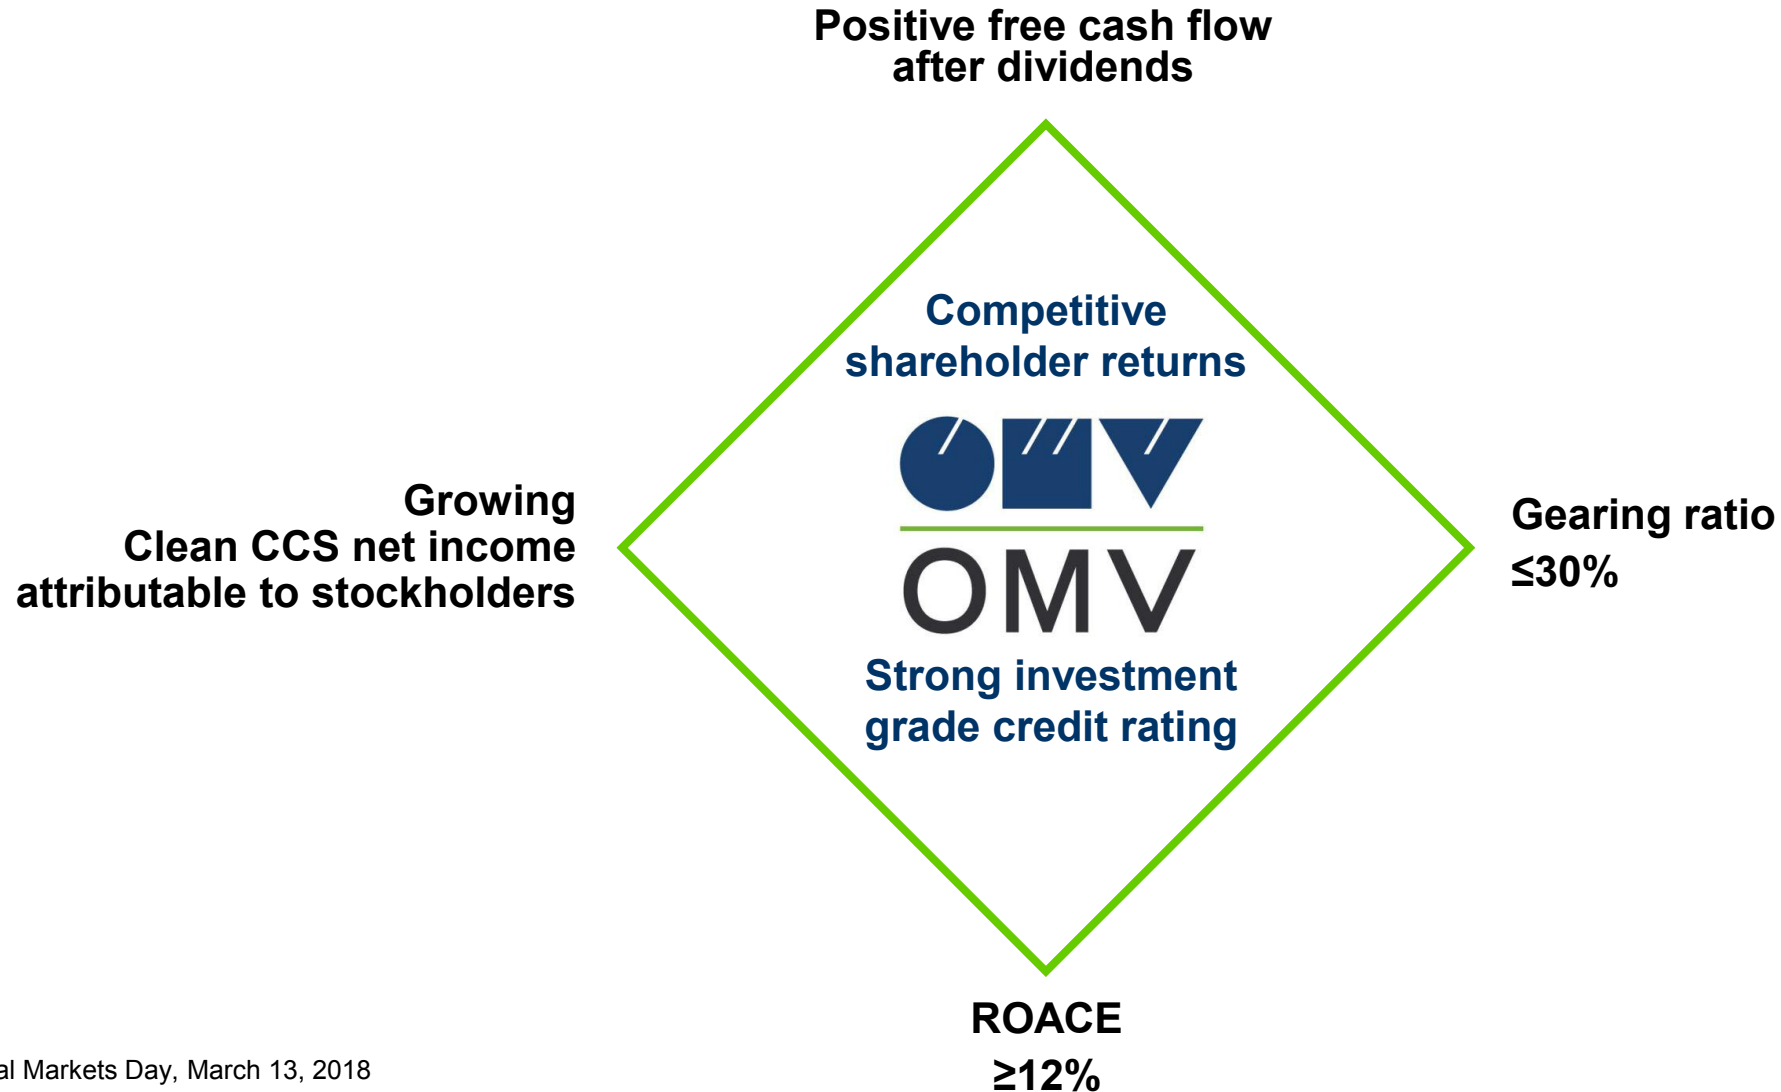 Positive free cash flow
after dividends
Competitive
shareholder returns
OMV
Strong investment
grade credit rating
Growing
Clean CCS net income
attributable to stockholders
Gearing ratio
≤30%
ROACE
≥12%
al Markets Day, March 13, 2018